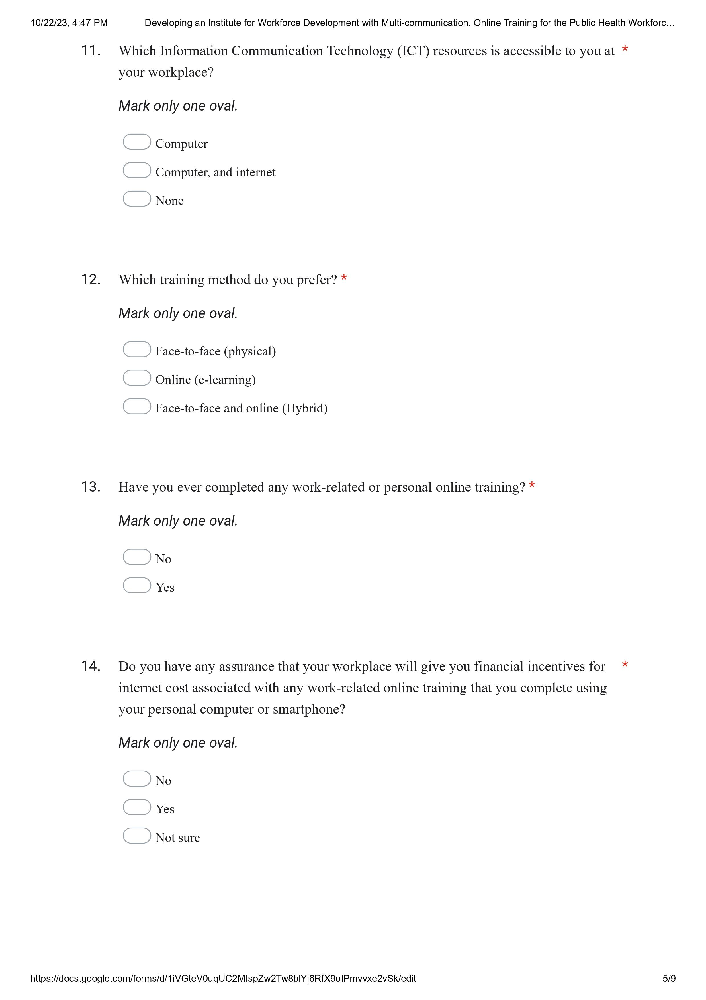 10/22/23, 4:47 PM Developing an Institute for Workforce Development with Multi-communication, Online Training for the Public Health Workforc...
11. Which Information Communication Technology (ICT) resources is accessible to you at *
your workplace?
Mark only one oval.
Computer
Computer, and internet
None
12. Which training method do you prefer? *
Mark only one oval.
Face-to-face (physical)
Online (e-learning)
Face-to-face and online (Hybrid)
13. Have you ever completed any work-related or personal online training? *
Mark only one oval.
No
Yes
14. Do you have any assurance that your workplace will give you financial incentives for *
internet cost associated with any work-related online training that you complete using
your personal computer or smartphone?
Mark only one oval.
No
Yes
Not sure
https://docs.google.com/forms/d/1iVGteV0uqUC2MIspZw2Tw8bIYj6RfX9oIPmvvxe2vSk/edit 5/9